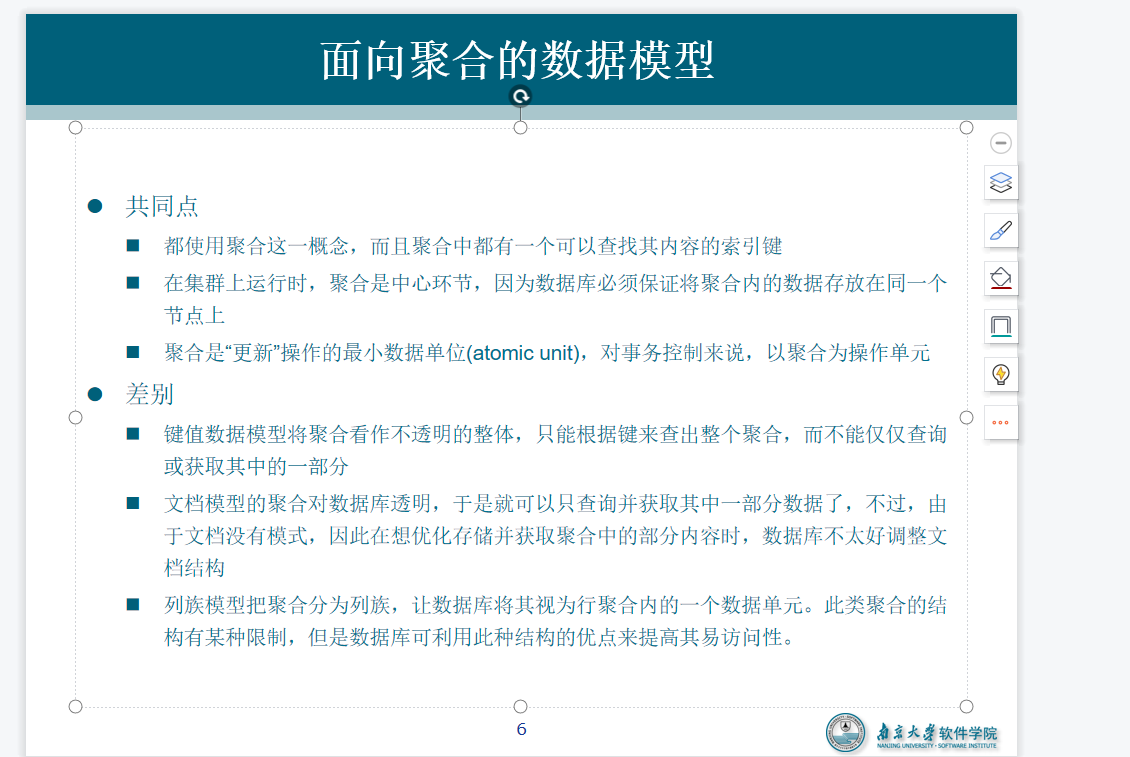 面向聚合的数据模型
共同点
都使用聚合这一概念，而且聚合中都有一个可以查找其内容的索引键
在集群上运行时，聚合是中心环节，因为数据库必须保证将聚合内的数据存放在同一个
节点上
聚合是“更新”操作的最小数据单位(atomic unit)，对事务控制来说，以聚合为操作单元
差别
键值数据模型将聚合看作不透明的整体，只能根据键来查出整个聚合，而不能仅仅查询
或获取其中的一部分
文档模型的聚合对数据库透明，于是就可以只查询并获取其中一部分数据了，不过，由
于文档没有模式，因此在想优化存储并获取聚合中的部分内容时，数据库不太好调整文
档结构
列族模型把聚合分为列族，让数据库将其视为行聚合内的一个数据单元。此类聚合的结
构有某种限制，但是数据库可利用此种结构的优点来提高其易访问性。
6
南京大学软件学院
NANJING UNIVERSITY · SOFTWARE INSTITUTE